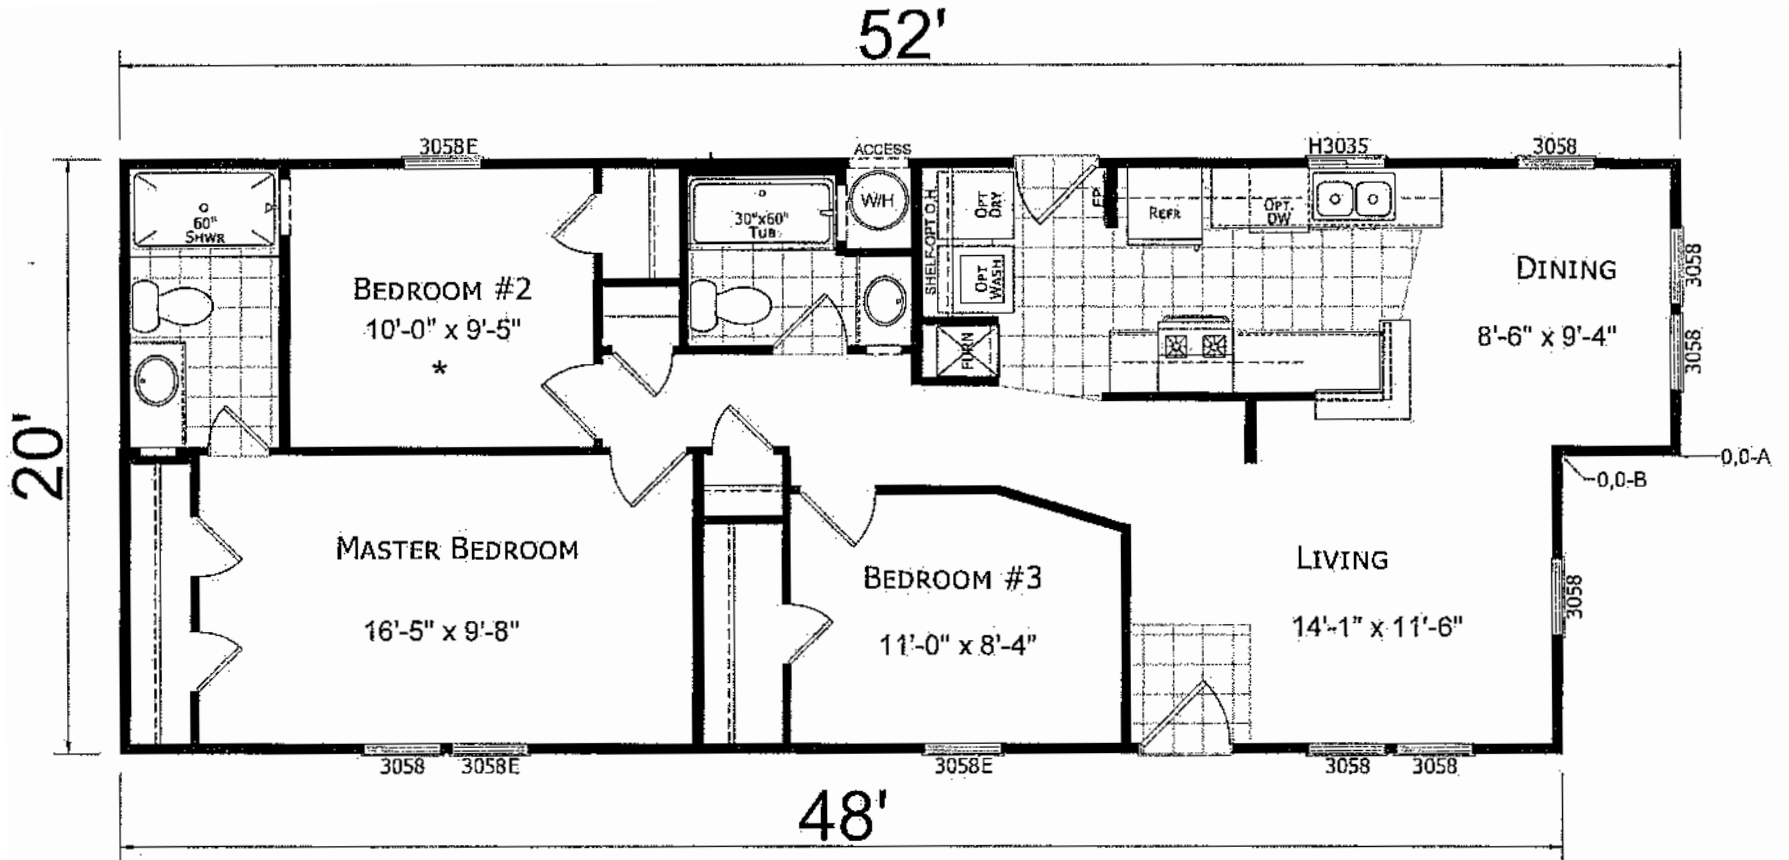 52'
3058E
ACCESS
H3035
3058
60"
SHWR
30"x60"
TUB
W/H
SHELF-OPT O.H.
OPT
DRY
EP
REFR
OPT
DW
OPT
WASH
BEDROOM #2
10'-0" x 9'-5"
*
DINING
8'-6" x 9'-4"
3058
3058
FURN
20'
0,0-A
0,0-B
MASTER BEDROOM
16'-5" x 9'-8"
BEDROOM #3
11'-0" x 8'-4"
LIVING
14'-1" x 11'-6"
3058
3058
3058E
3058E
3058
3058
48'